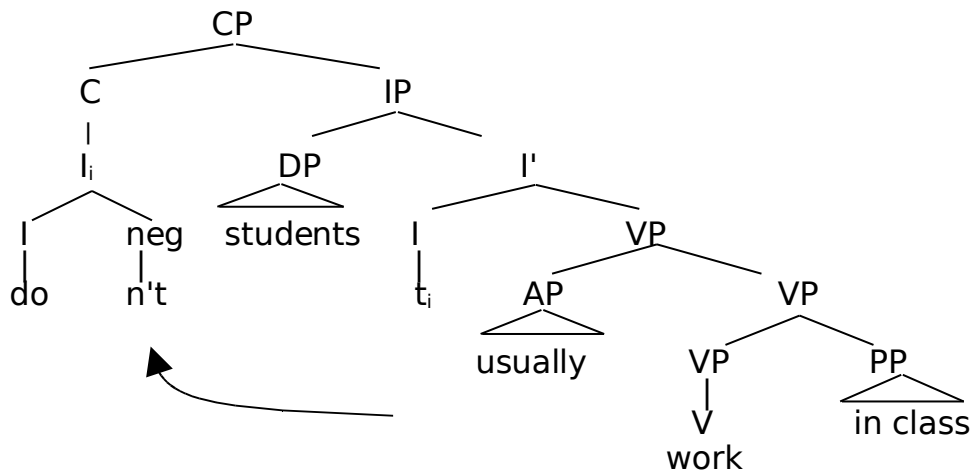 CP
C IP
Iᵢ DP I'
I neg students I VP
do n't tᵢ AP VP
usually VP PP
V in class
work